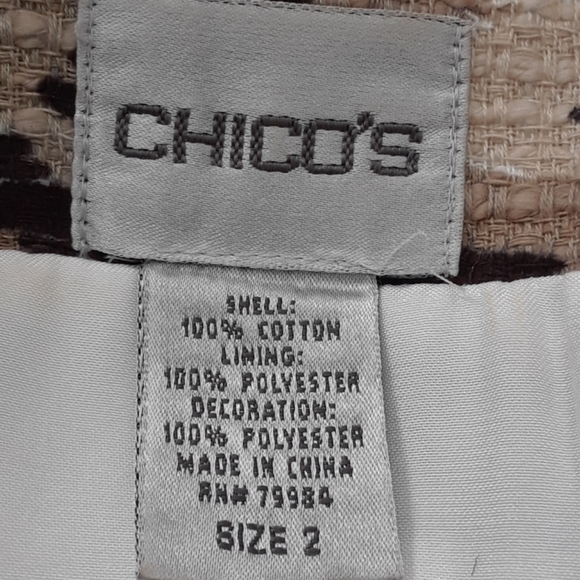 CHICO'S
SHELL:
100% COTTON
LINING:
100% POLYESTER
DECORATION:
100% POLYESTER
MADE IN CHINA
RN# 79984
SIZE 2